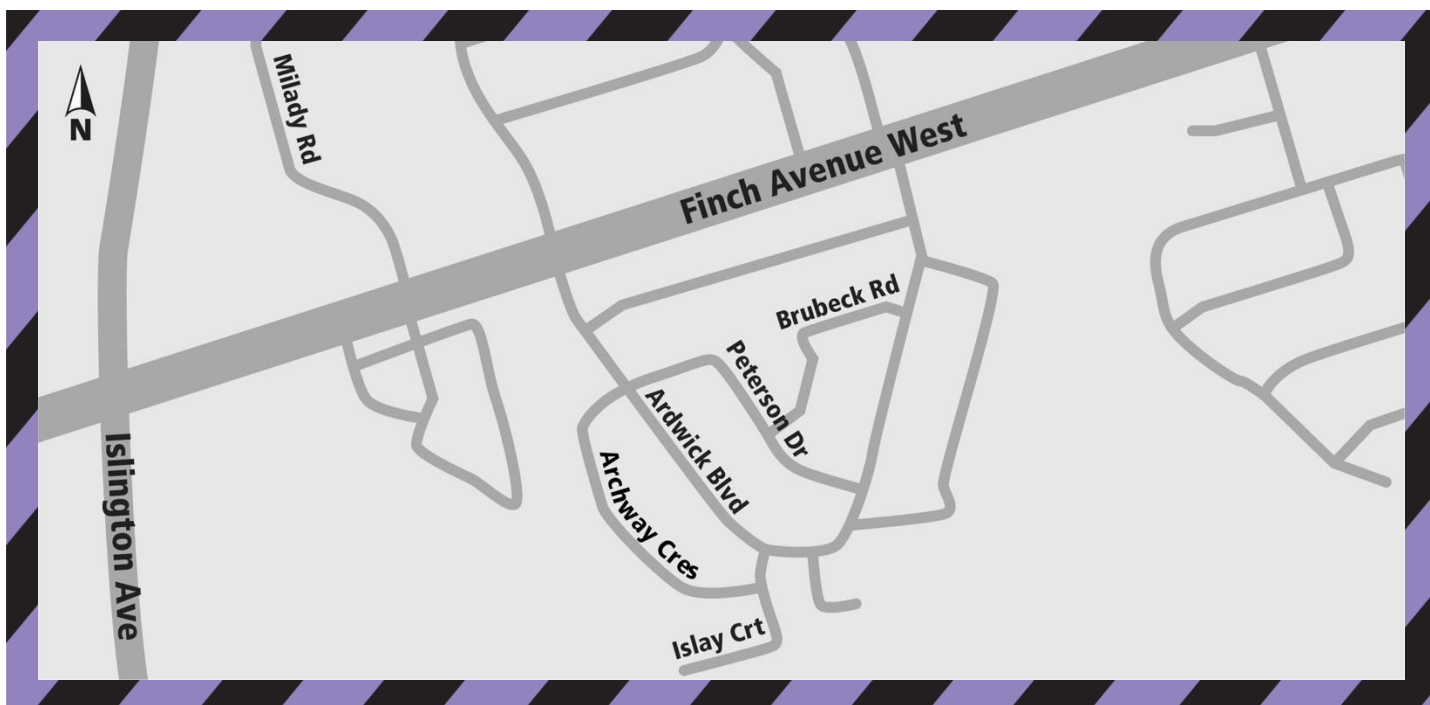 N
Milady Rd
Finch Avenue West
Brubeck Rd
Peterson Dr
Ardwick Blvd
Archway Cres
Islington Ave
Islay Crt